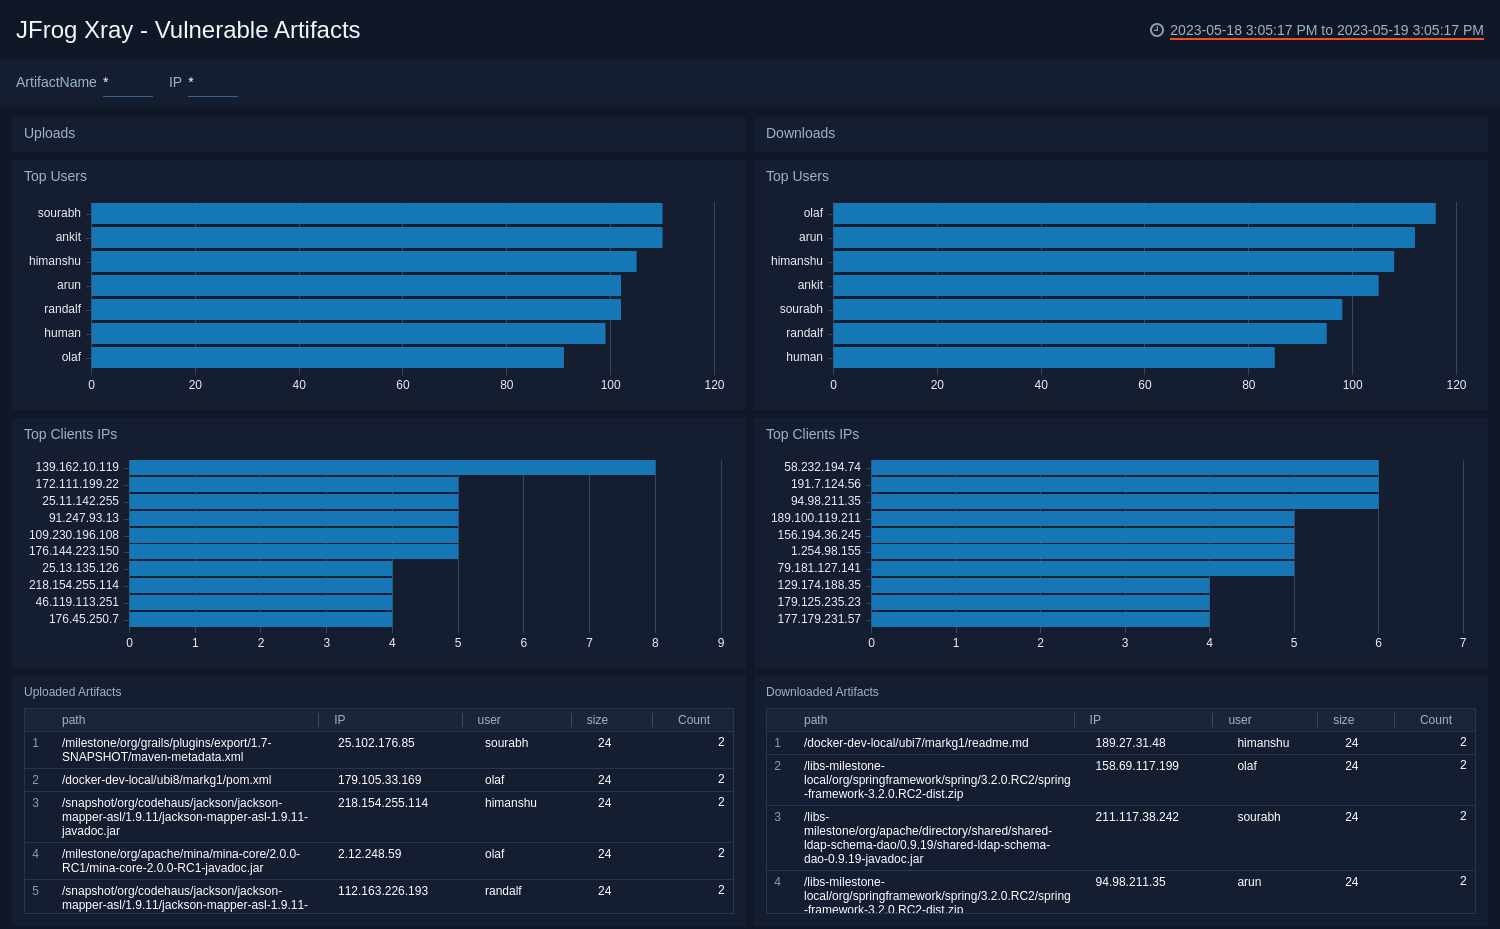 JFrog Xray - Vulnerable Artifacts
2023-05-18 3:05:17 PM to 2023-05-19 3:05:17 PM
ArtifactName * IP *
Uploads
Top Users
sourabh
ankit
himanshu
arun
randalf
human
olaf
0 20 40 60 80 100 120
Top Clients IPs
139.162.10.119
172.111.199.22
25.11.142.255
91.247.93.13
109.230.196.108
176.144.223.150
25.13.135.126
218.154.255.114
46.119.113.251
176.45.250.7
0 1 2 3 4 5 6 7 8 9
Uploaded Artifacts
path IP user size Count
1 /milestone/org/grails/plugins/export/1.7- 25.102.176.85 sourabh 24 2
SNAPSHOT/maven-metadata.xml
2 /docker-dev-local/ubi8/markg1/pom.xml 179.105.33.169 olaf 24 2
3 /snapshot/org/codehaus/jackson/jackson- 218.154.255.114 himanshu 24 2
mapper-asl/1.9.11/jackson-mapper-asl-1.9.11-
javadoc.jar
4 /milestone/org/apache/mina/mina-core/2.0.0- 2.12.248.59 olaf 24 2
RC1/mina-core-2.0.0-RC1-javadoc.jar
5 /snapshot/org/codehaus/jackson/jackson- 112.163.226.193 randalf 24 2
mapper-asl/1.9.11/jackson-mapper-asl-1.9.11-
Downloads
Top Users
olaf
arun
himanshu
ankit
sourabh
randalf
human
0 20 40 60 80 100 120
Top Clients IPs
58.232.194.74
191.7.124.56
94.98.211.35
189.100.119.211
156.194.36.245
1.254.98.155
79.181.127.141
129.174.188.35
179.125.235.23
177.179.231.57
0 1 2 3 4 5 6 7
Downloaded Artifacts
path IP user size Count
1 /docker-dev-local/ubi7/markg1/readme.md 189.27.31.48 himanshu 24 2
2 /libs-milestone- 158.69.117.199 olaf 24 2
local/org/springframework/spring/3.2.0.RC2/spring
-framework-3.2.0.RC2-dist.zip
3 /libs- 211.117.38.242 sourabh 24 2
milestone/org/apache/directory/shared/shared-
ldap-schema-dao/0.9.19/shared-ldap-schema-
dao-0.9.19-javadoc.jar
4 /libs-milestone- 94.98.211.35 arun 24 2
local/org/springframework/spring/3.2.0.RC2/spring
-framework-3.2.0.RC2-dist.zip